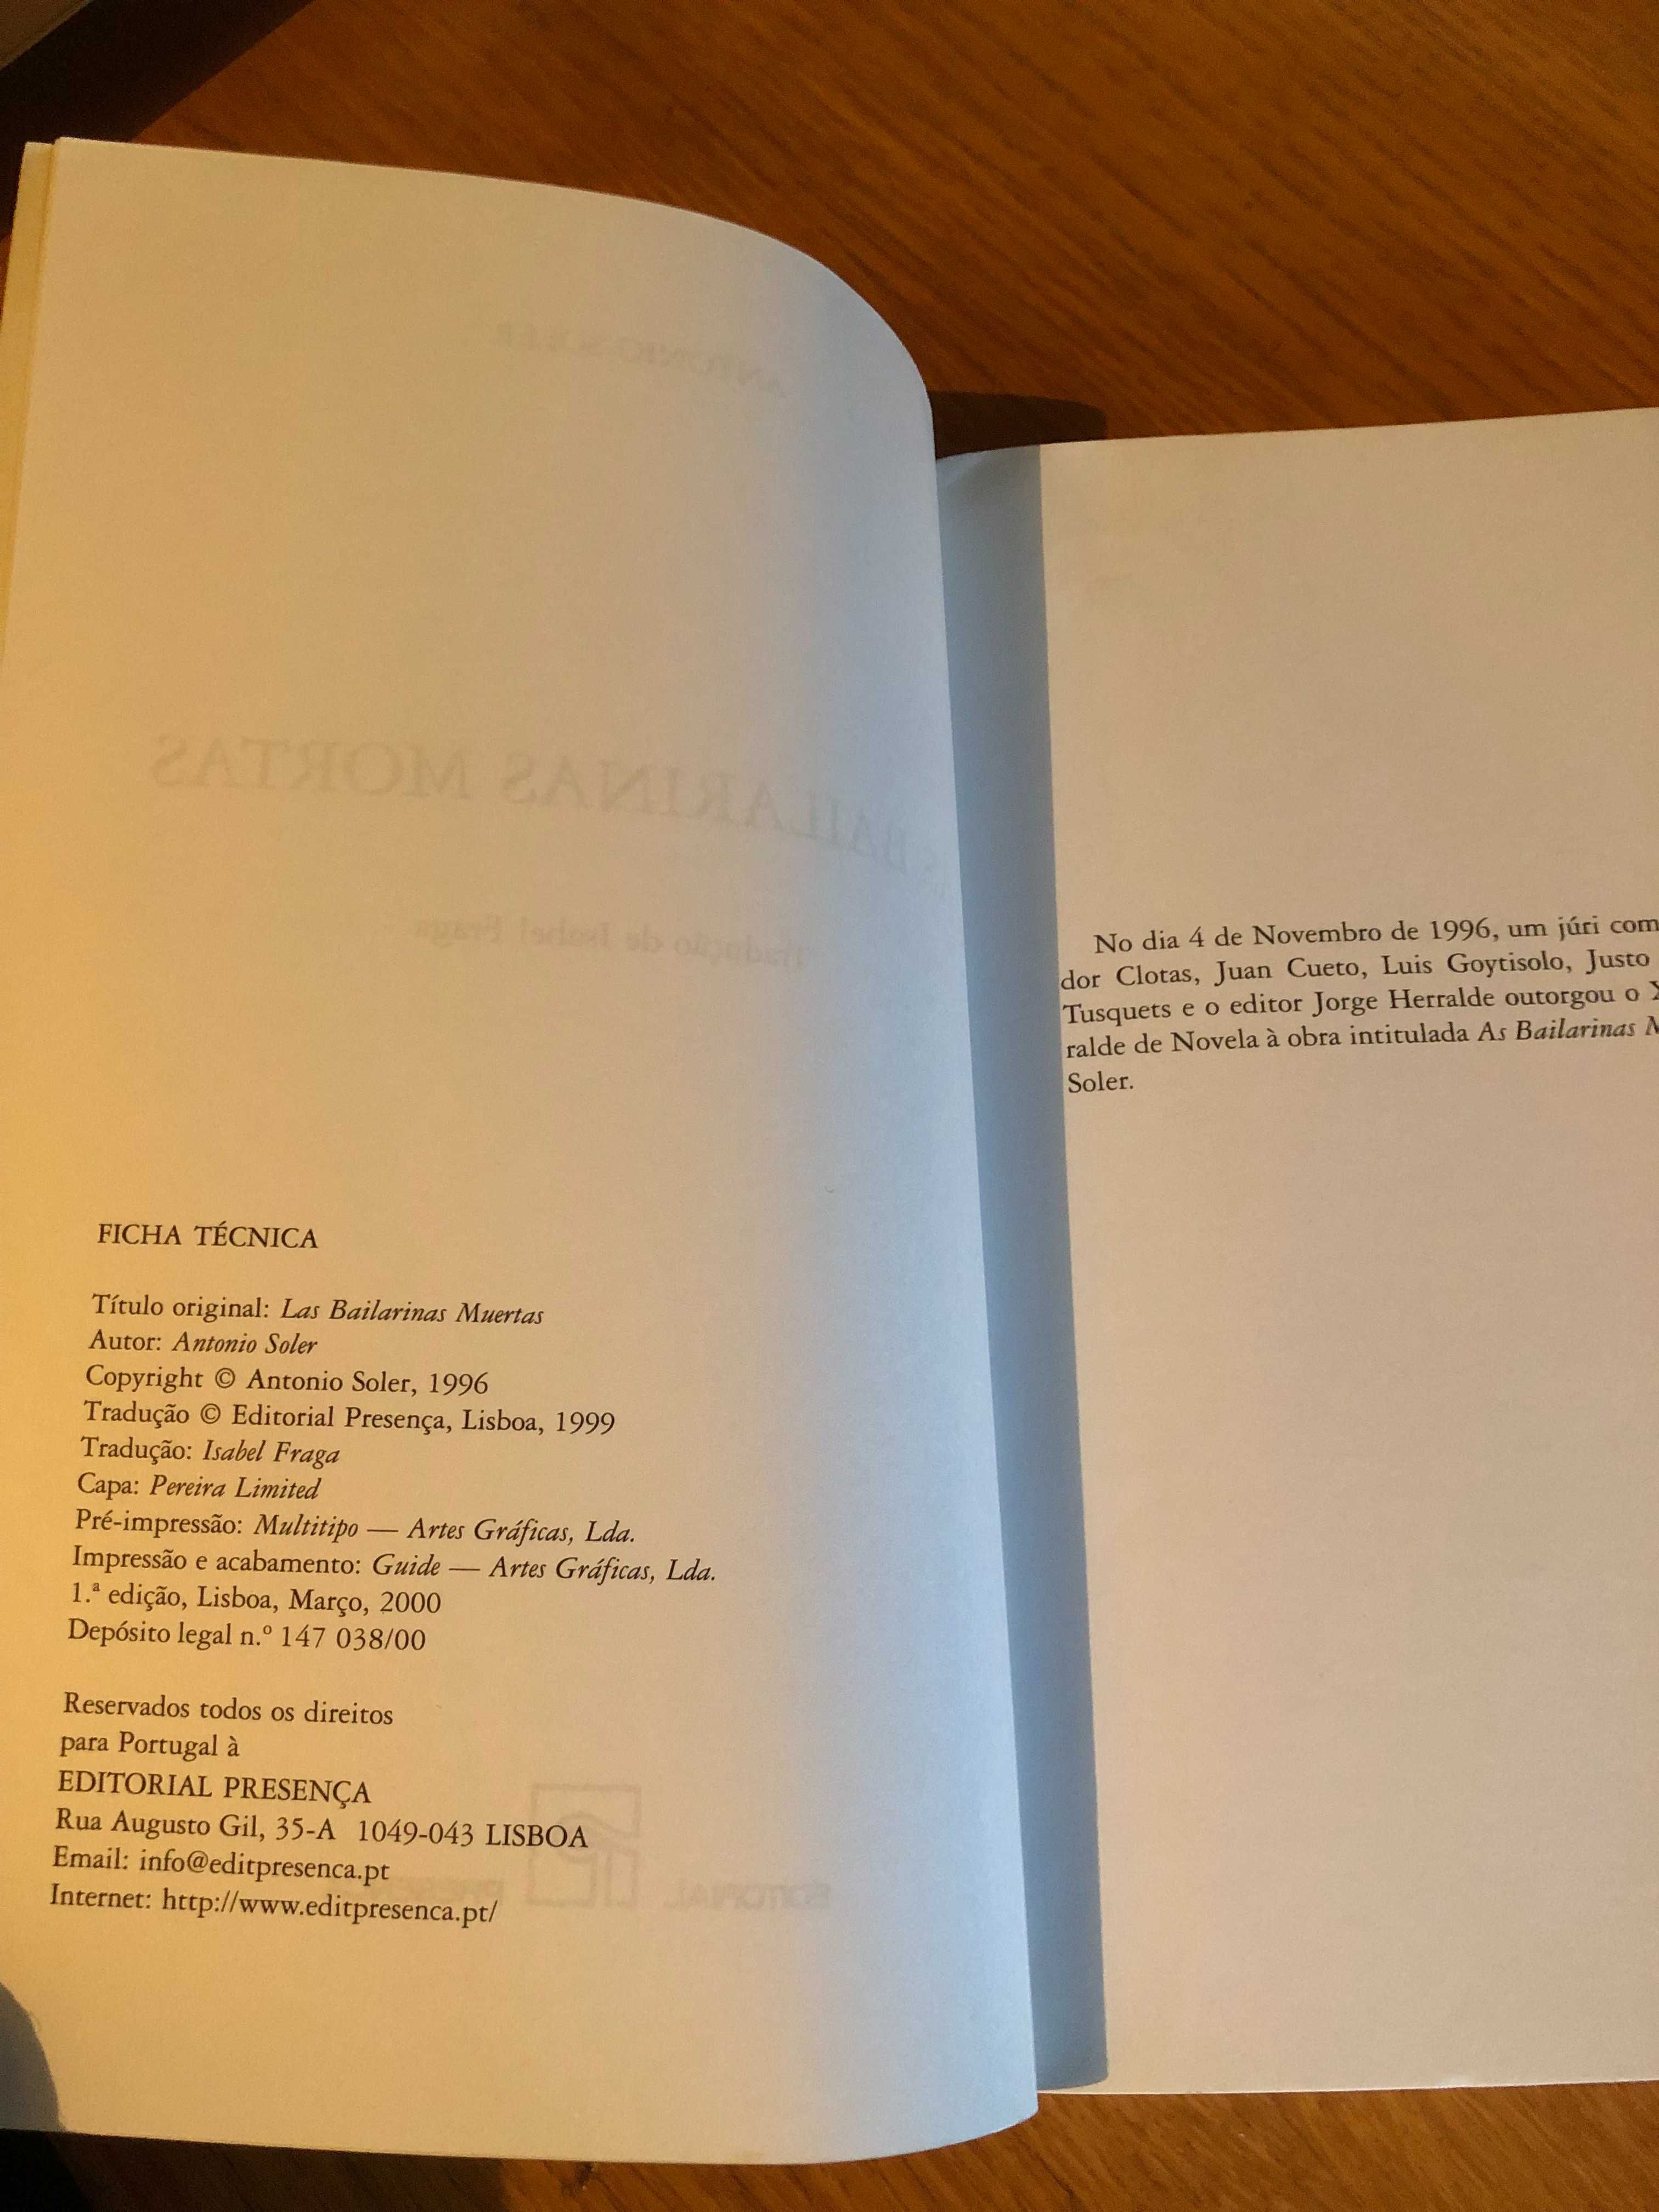 FICHA TÉCNICA
Título original: Las Bailarinas Muertas
Autor: Antonio Soler
Copyright © Antonio Soler, 1996
Tradução © Editorial Presença, Lisboa, 1999
Tradução: Isabel Fraga
Capa: Pereira Limited
Pré-impressão: Multitipo — Artes Gráficas, Lda.
Impressão e acabamento: Guide — Artes Gráficas, Lda.
1.ª edição, Lisboa, Março, 2000
Depósito legal n.º 147 038/00
Reservados todos os direitos
para Portugal à
EDITORIAL PRESENÇA
Rua Augusto Gil, 35-A 1049-043 LISBOA
Email: info@editpresenca.pt
Internet: http://www.editpresenca.pt/
No dia 4 de Novembro de 1996, um júri com
dor Clotas, Juan Cueto, Luis Goytisolo, Justo
Tusquets e o editor Jorge Herralde outorgou o
ralde de Novela à obra intitulada As Bailarinas
Soler.